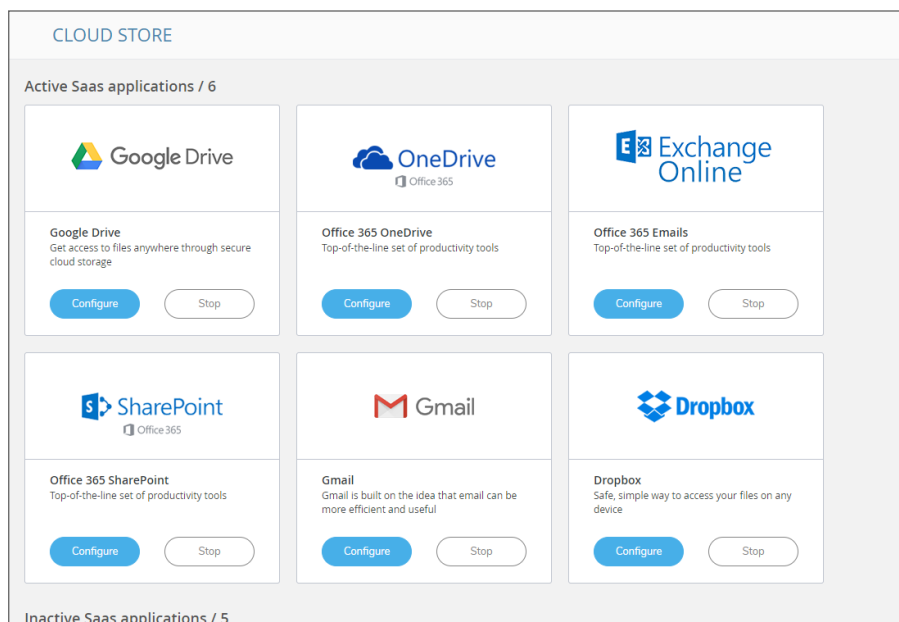 CLOUD STORE
Active Saas applications / 6
Google Drive
OneDrive
Office 365
Exchange
Online
Google Drive
Get access to files anywhere through secure
cloud storage
Configure
Stop
Office 365 OneDrive
Top-of-the-line set of productivity tools
Configure
Stop
Office 365 Emails
Top-of-the-line set of productivity tools
Configure
Stop
SharePoint
Office 365
Gmail
Dropbox
Office 365 SharePoint
Top-of-the-line set of productivity tools
Configure
Stop
Gmail
Gmail is built on the idea that email can be
more efficient and useful
Configure
Stop
Dropbox
Safe, simple way to access your files on any
device
Configure
Stop
Inactive Saas applications / 5